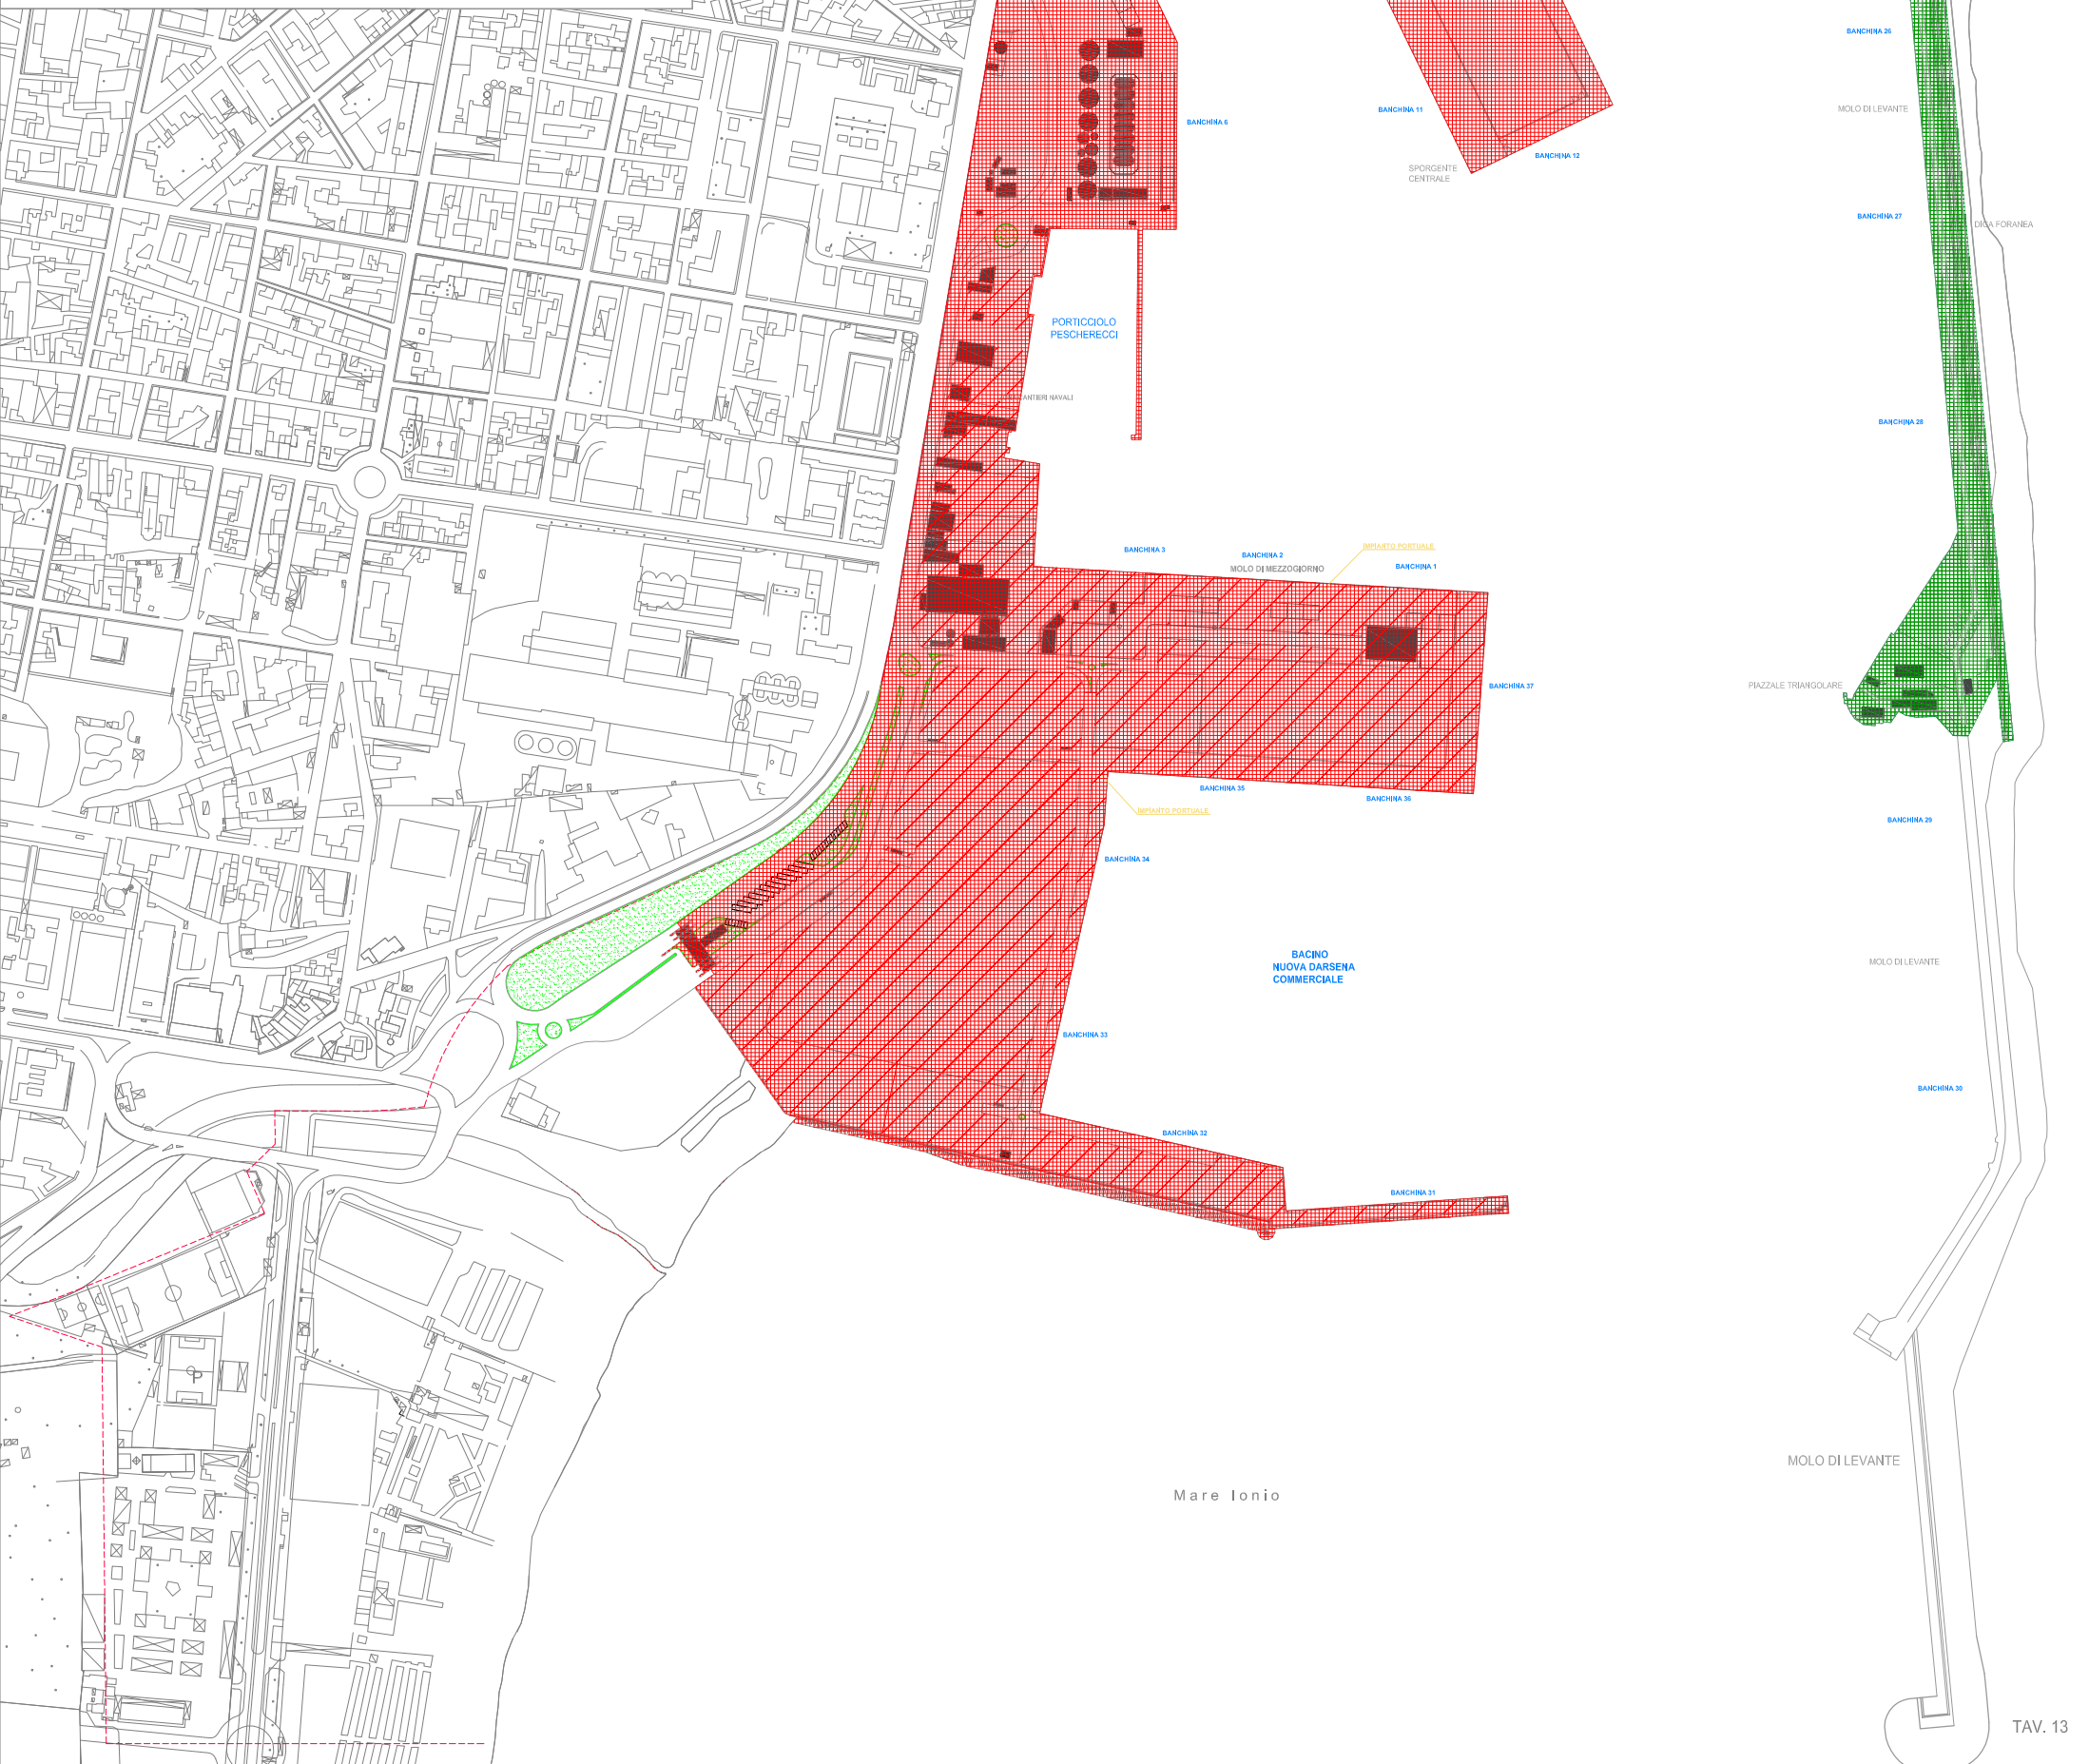 BANCHINA 26
MOLO DI LEVANTE
BANCHINA 11
BANCHINA 6
BANCHINA 12
SPORGENTE
CENTRALE
BANCHINA 27
DIGA FORANEA
PORTICCIOLO
PESCHERECCI
CANTIERI NAVALI
BANCHINA 28
BANCHINA 3
BANCHINA 2
IMPIANTO PORTUALE
MOLO DI MEZZOGIORNO
BANCHINA 1
BANCHINA 37
PIAZZALE TRIANGOLARE
BANCHINA 35
BANCHINA 36
IMPIANTO PORTUALE
BANCHINA 29
BANCHINA 34
BACINO
NUOVA DARSENA
COMMERCIALE
MOLO DI LEVANTE
BANCHINA 33
BANCHINA 30
BANCHINA 32
BANCHINA 31
P
MOLO DI LEVANTE
Mare Ionio
TAV. 13